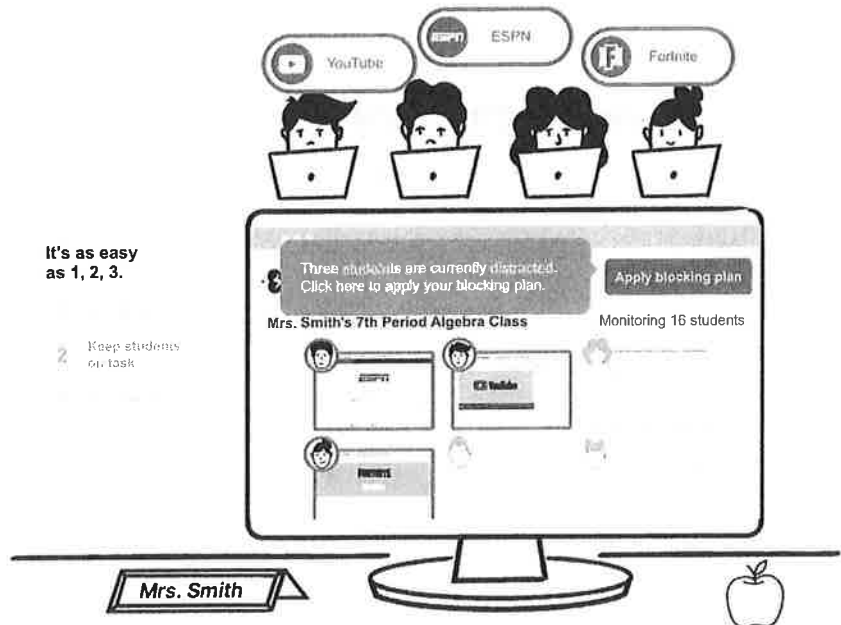 ESPN
YouTube
Fortnite
It's as easy
as 1, 2, 3.
Three students are currently distracted.
Click here to apply your blocking plan.
Apply blocking plan
Mrs. Smith's 7th Period Algebra Class
Monitoring 16 students
2 Keep students
on task
ESPN
YouTube
FORTNITE
Mrs. Smith